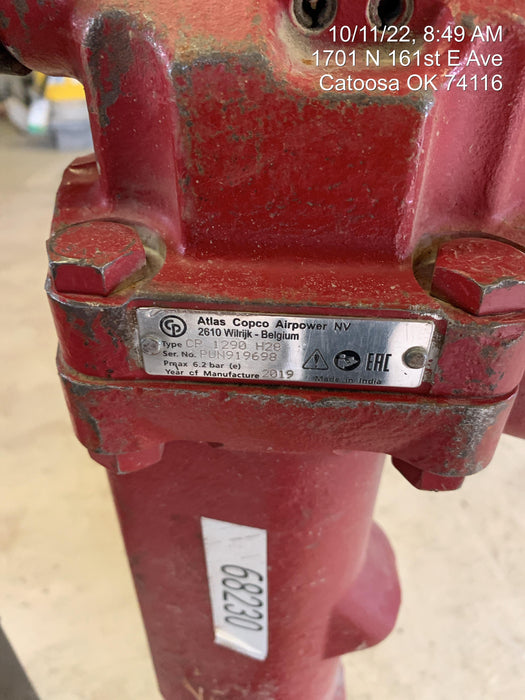 10/11/22, 8:49 AM
1701 N 161st E Ave
Catoosa OK 74116
CP
Atlas Copco Airpower NV
2610 Wilrijk - Belgium
Type CP 1290 H28
Ser. No. PUN919698
Pmax 6.2 bar (e)
Year of Manufacture 2019
EAC
Made in India
68230